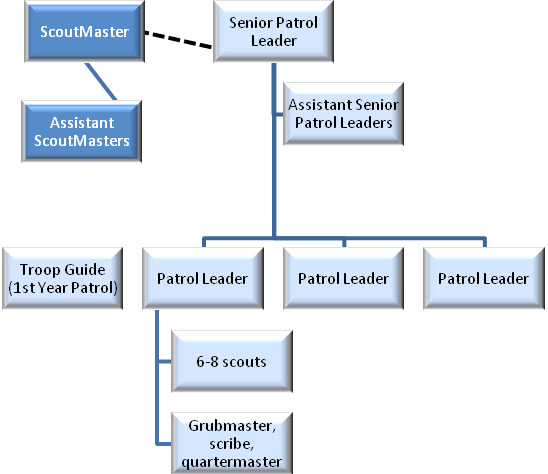 ScoutMaster
Senior Patrol
Leader
Assistant Senior
Patrol Leaders
Assistant
ScoutMasters
Troop Guide
(1st Year Patrol)
Patrol Leader
Patrol Leader
Patrol Leader
6-8 scouts
Grubmaster,
scribe,
quartermaster